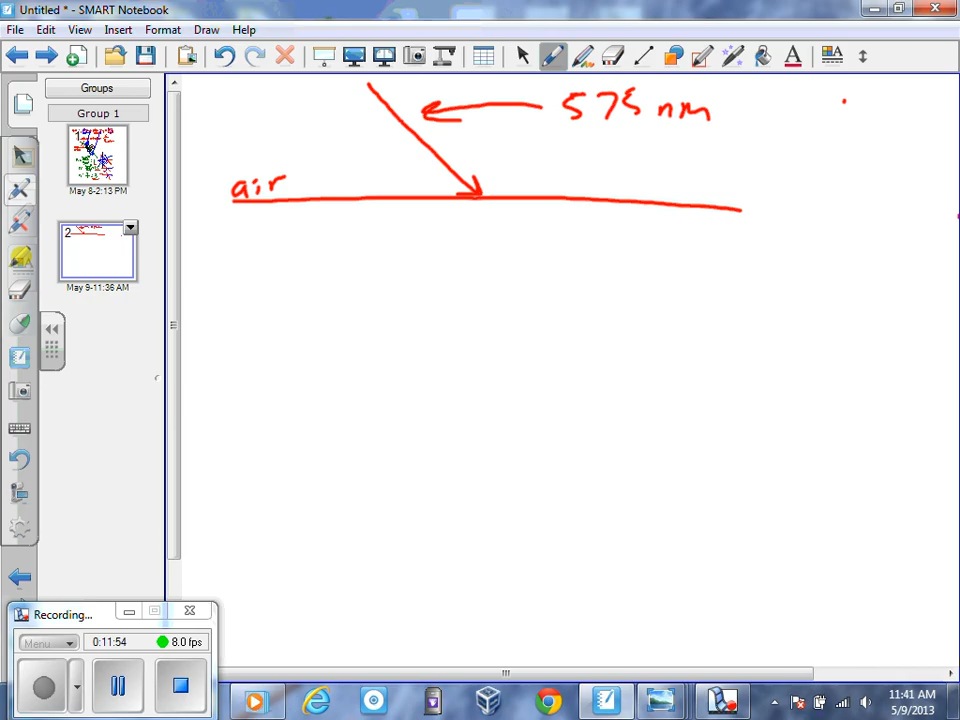 Untitled * - SMART Notebook
File Edit View Insert Format Draw Help
Groups
Group 1
May 8-2:13 PM
2
May 9-11:36 AM
575 nm
air
Recording...
Menu
0:11:54
8.0 fps
11:41 AM
5/9/2013